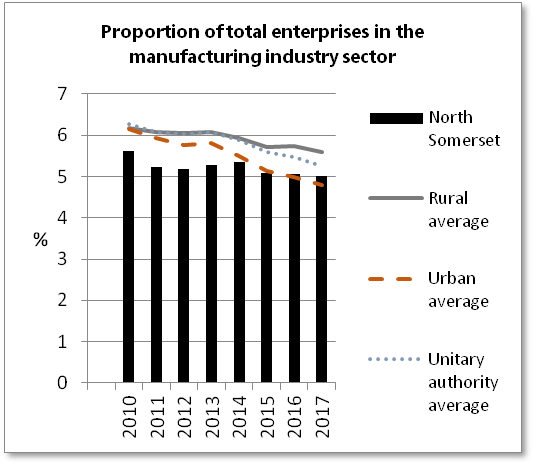 Proportion of total enterprises in the
manufacturing industry sector
7
6
5
4
3
2
1
0
%
2010
2011
2012
2013
2014
2015
2016
2017
North
Somerset
Rural
average
Urban
average
Unitary
authority
average